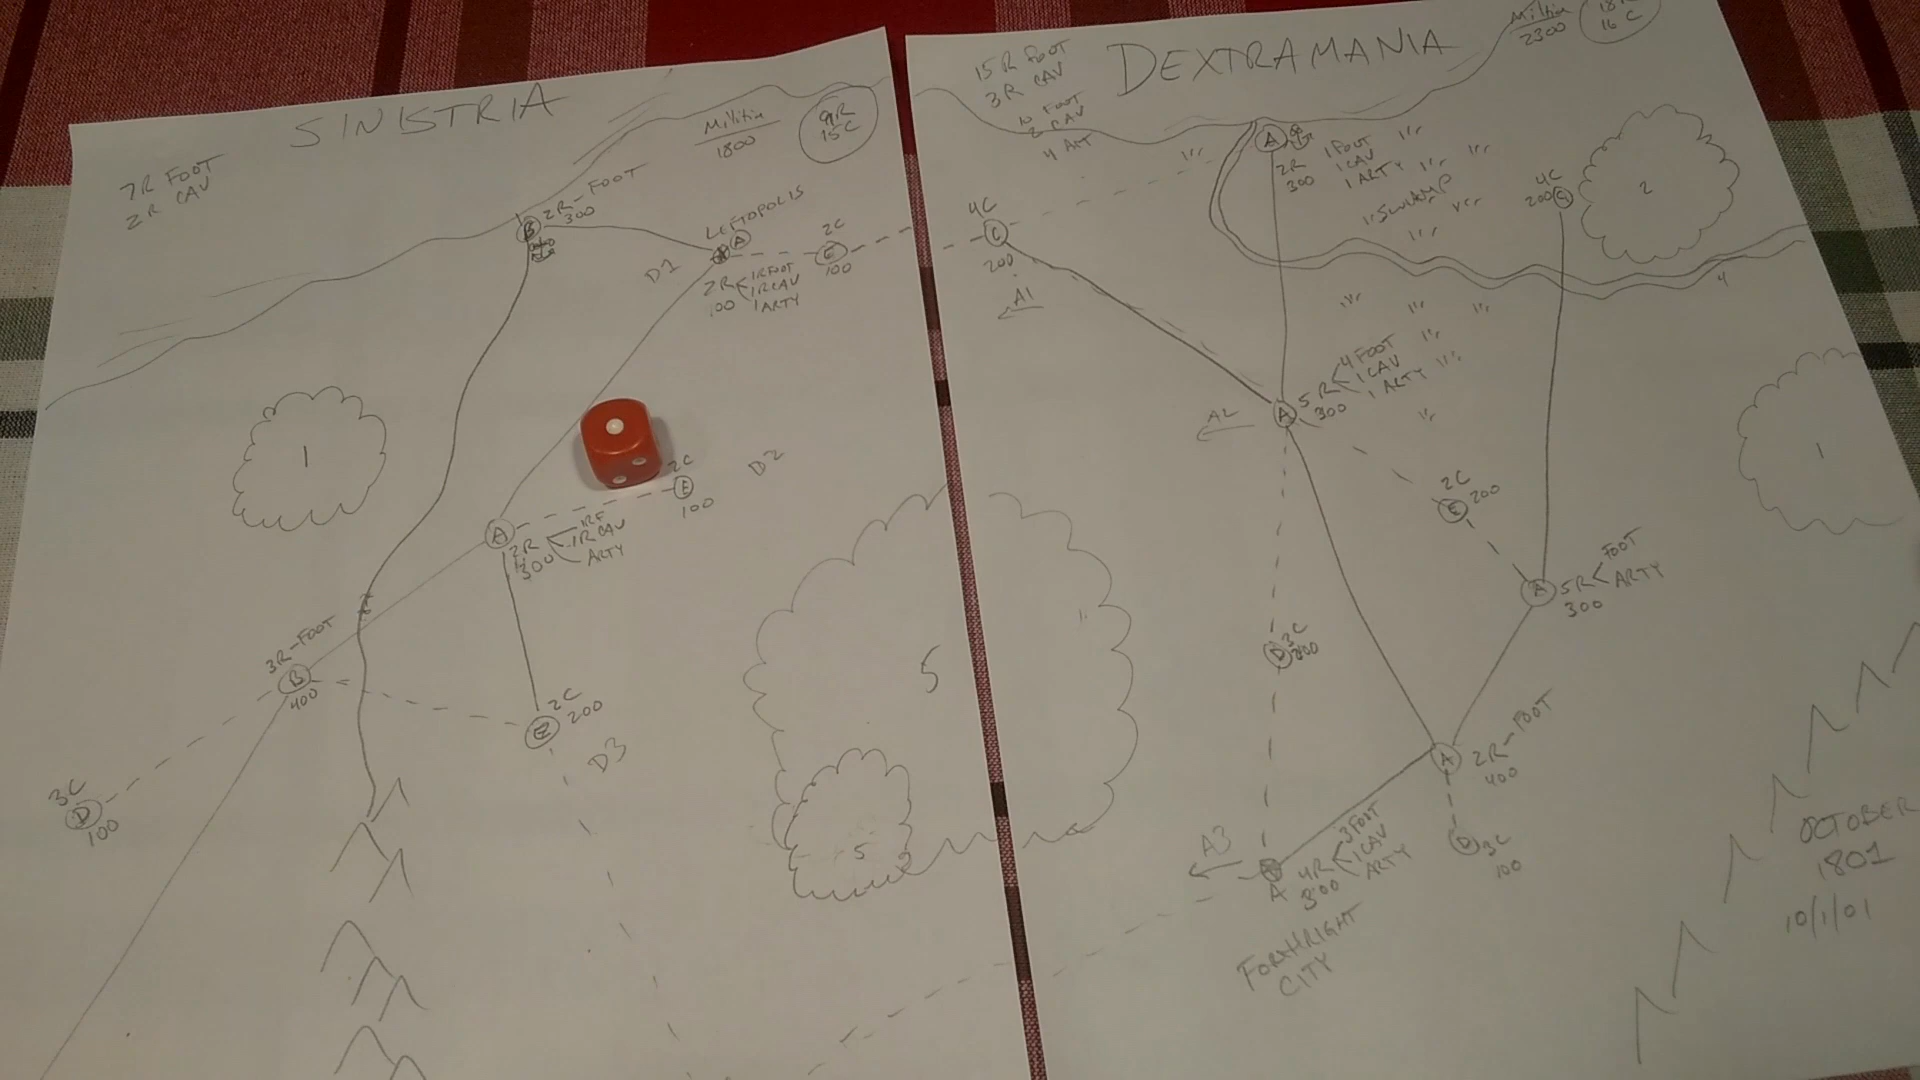 SINISTRIA
7R FOOT
2R CAV
Militia
1800
9R
15C
B
2R-FOOT
300
LEFTOPOLIS
A
D1
2R
100
1R FOOT
1R CAV
1 ARTY
2C
E
100
1
2C
E
100
D2
A
2R
300
1RF
1R CAV
ARTY
3R-FOOT
B
400
2C
E
200
D3
3C
D
100
5
5
DEXTRAMANIA
15R FOOT
3R CAV
10 FOOT
CAV
4 ART
Militia
2300
16 C
A
2R
300
1 FOOT
1 CAV
1 ARTY
SWAMP
4C
200
2
4C
C
200
A1
A2
A
5R
300
4 FOOT
1 CAV
1 ARTY
4
1
2C
E
200
A
5R
300
FOOT
ARTY
D
3C
200
A
2R-FOOT
400
D
3C
100
A3
A
4R
300
3 FOOT
1 CAV
ARTY
FORTHRIGHT
CITY
OCTOBER
1801
10/1/01